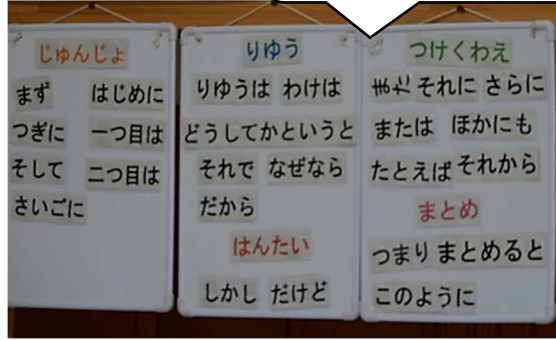 じゅんじょ
まず はじめに
つぎに 一つ目は
そして 二つ目は
さいごに
りゆう
りゆうは わけは
どうしてかというと
それで なぜなら
だから
はんたい
しかし だけど
つけくわえ
また それに さらに
または ほかにも
たとえば それから
まとめ
つまり まとめると
このように